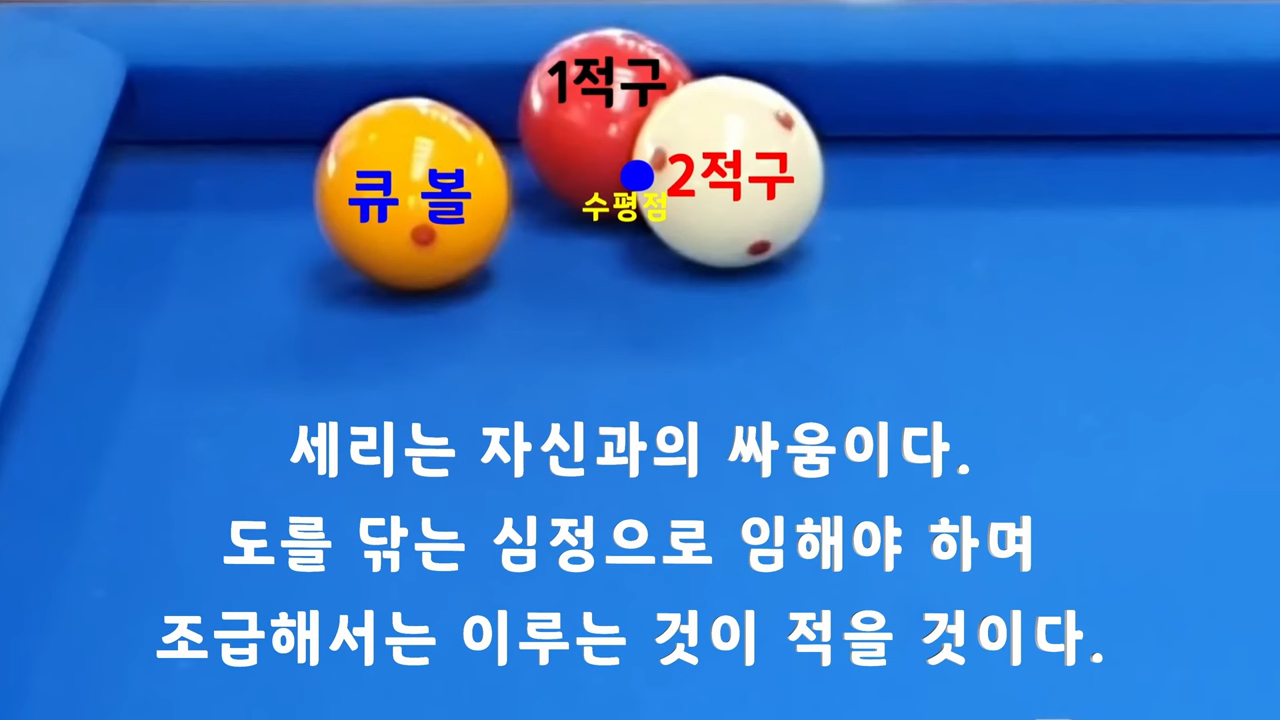 1적구
큐 볼
2적구
수평점
세리는 자신과의 싸움이다.
도를 닦는 심정으로 임해야 하며
조급해서는 이루는 것이 적을 것이다.